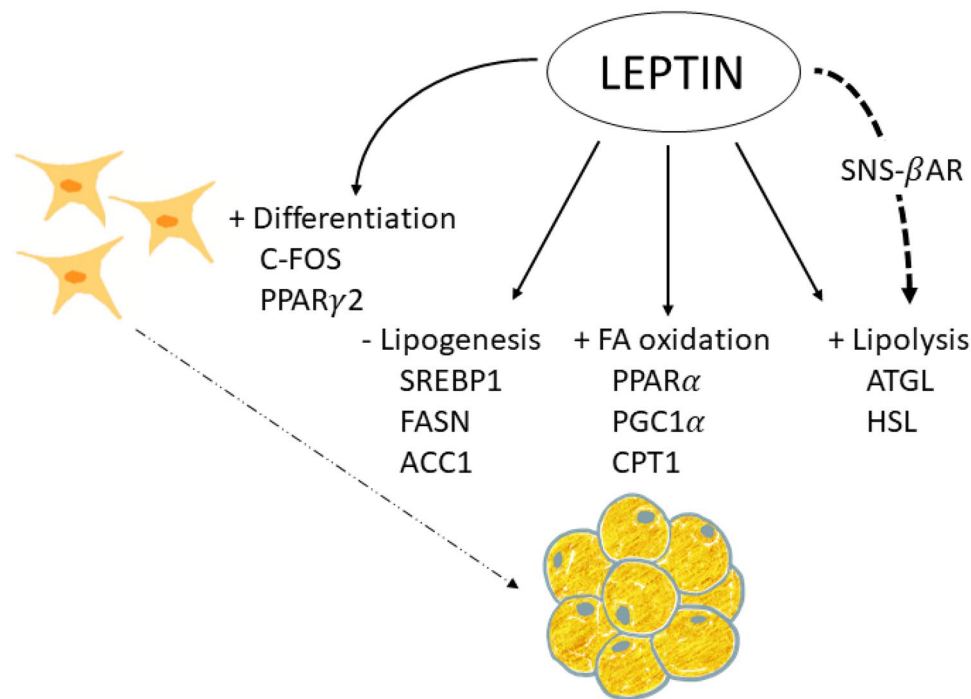 LEPTIN
SNS-βAR
+ Differentiation
C-FOS
PPARγ2
- Lipogenesis
SREBP1
FASN
ACC1
+ FA oxidation
PPARα
PGC1α
CPT1
+ Lipolysis
ATGL
HSL